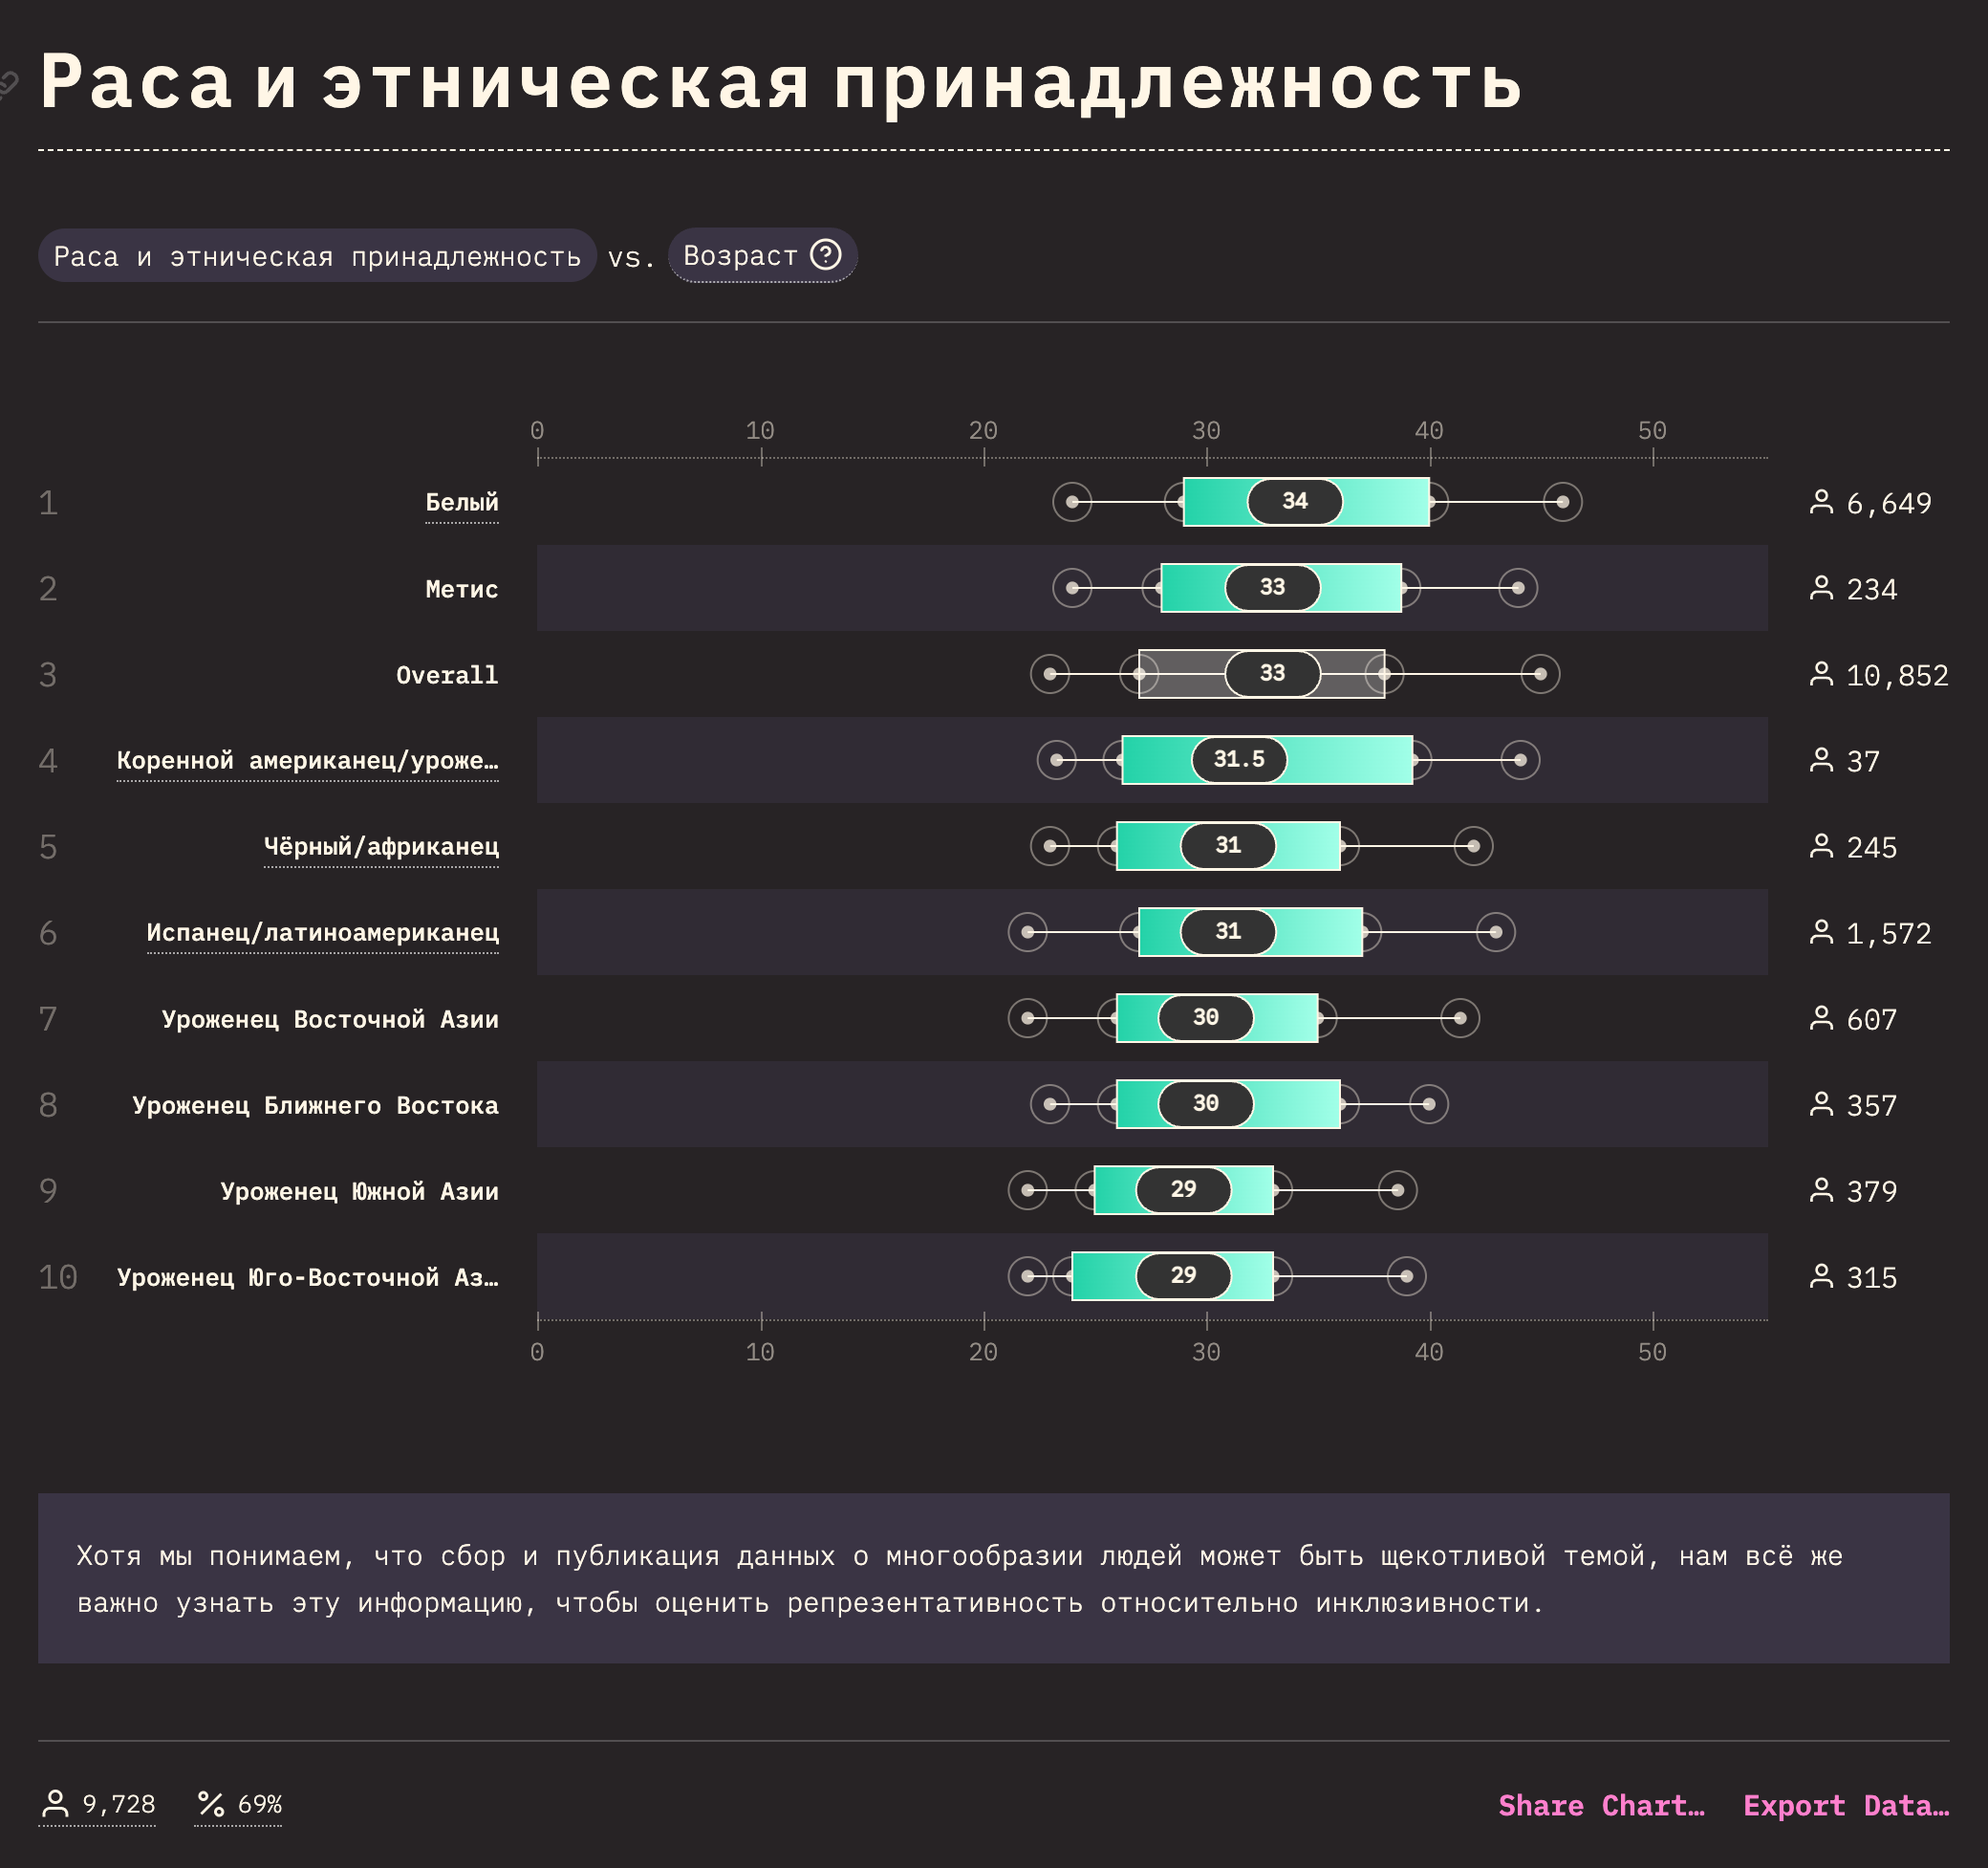 Раса и этническая принадлежность
Раса и этническая принадлежность vs. Возраст ?
0 10 20 30 40 50
1 Белый 34 6,649
2 Метис 33 234
3 Overall 33 10,852
4 Коренной американец/уроже… 31.5 37
5 Чёрный/африканец 31 245
6 Испанец/латиноамериканец 31 1,572
7 Уроженец Восточной Азии 30 607
8 Уроженец Ближнего Востока 30 357
9 Уроженец Южной Азии 29 379
10 Уроженец Юго-Восточной Аз… 29 315
0 10 20 30 40 50
Хотя мы понимаем, что сбор и публикация данных о многообразии людей может быть щекотливой темой, нам всё же
важно узнать эту информацию, чтобы оценить репрезентативность относительно инклюзивности.
9,728 % 69% Share Chart… Export Data…